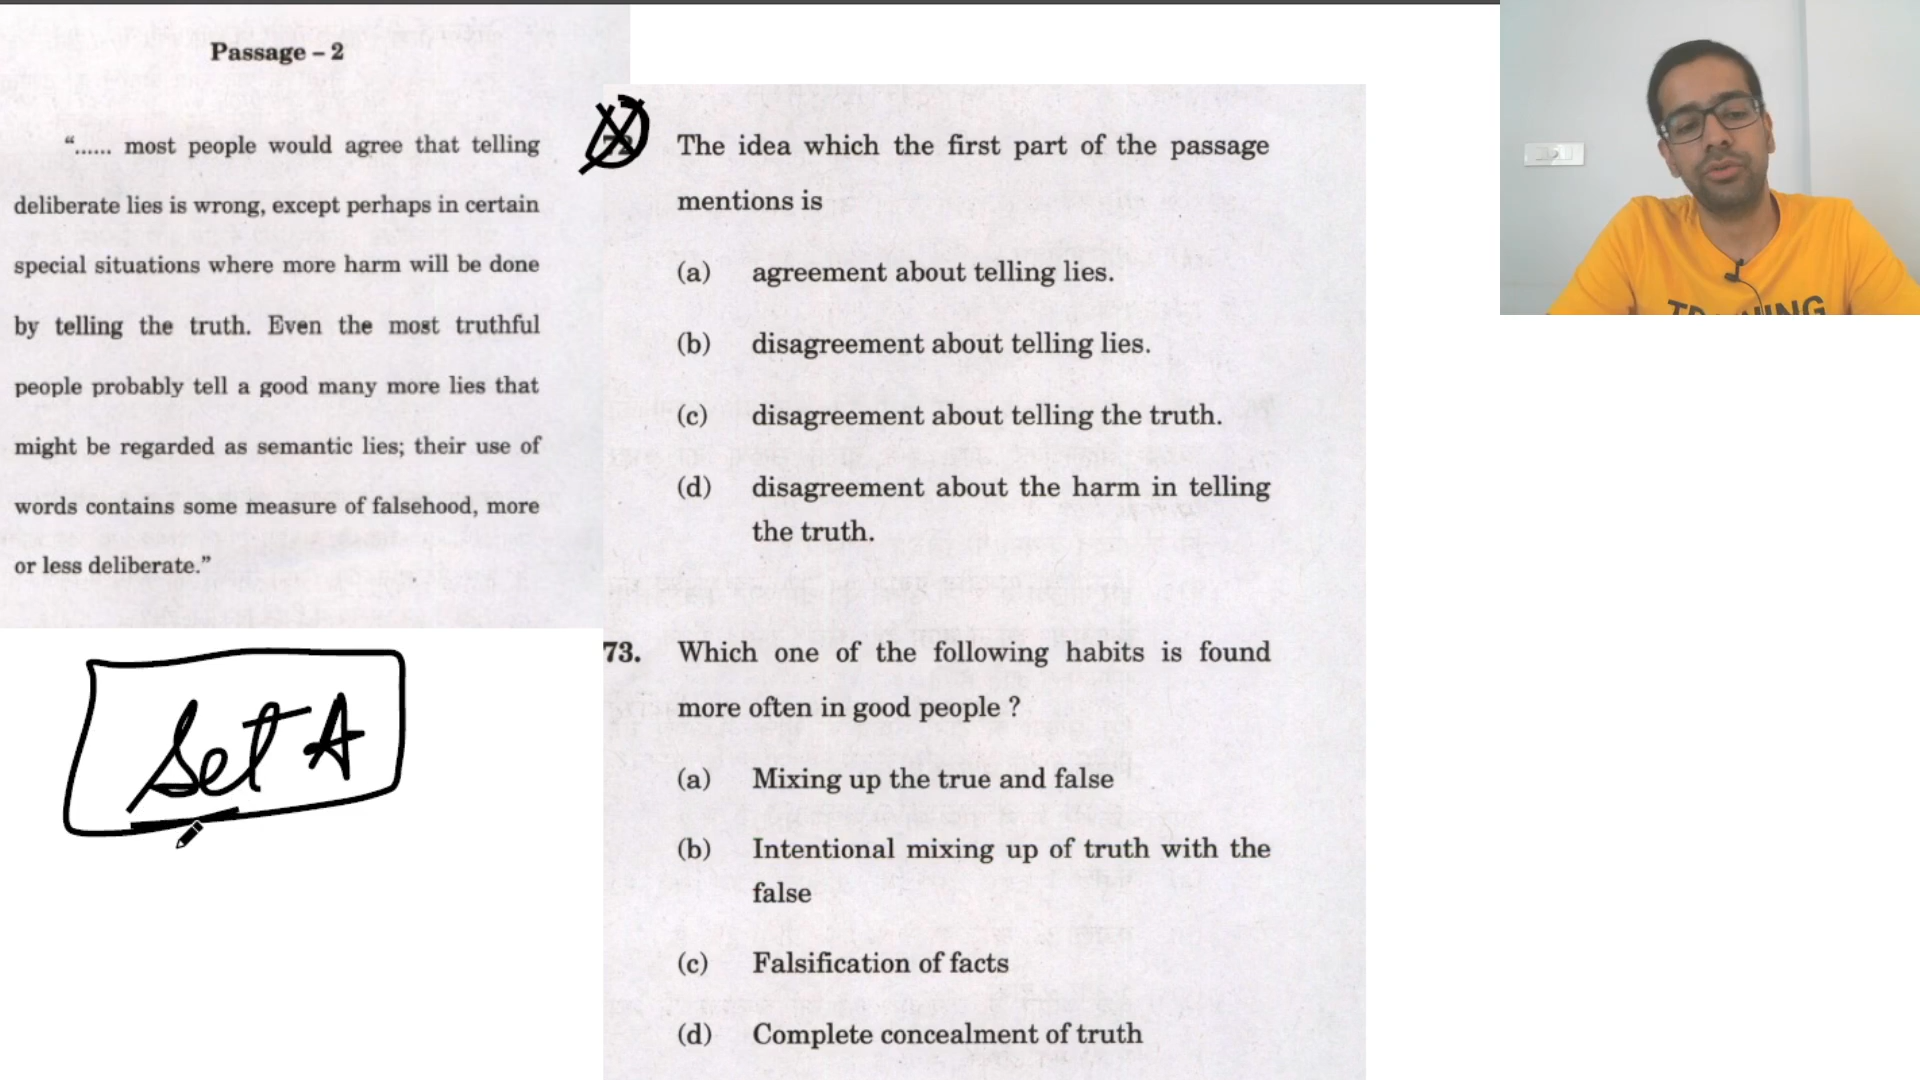 Passage – 2
“...... most people would agree that telling
deliberate lies is wrong, except perhaps in certain
special situations where more harm will be done
by telling the truth. Even the most truthful
people probably tell a good many more lies that
might be regarded as semantic lies; their use of
words contains some measure of falsehood, more
or less deliberate.”
Set A
The idea which the first part of the passage
mentions is
(a) agreement about telling lies.
(b) disagreement about telling lies.
(c) disagreement about telling the truth.
(d) disagreement about the harm in telling
the truth.
73. Which one of the following habits is found
more often in good people ?
(a) Mixing up the true and false
(b) Intentional mixing up of truth with the
false
(c) Falsification of facts
(d) Complete concealment of truth